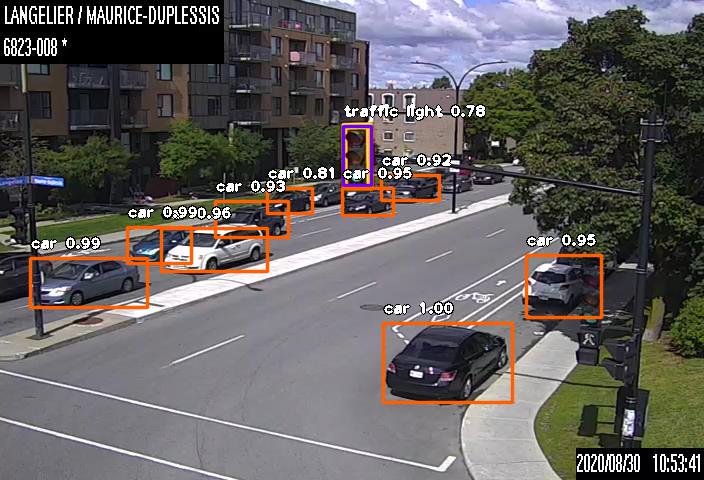 LANGELIER / MAURICE-DUPLESSIS
6823-008 *
traffic light 0.78
car 0.92
car 0.81
car 0.95
car 0.93
car 0.99
0.96
car 0.99
car 0.95
car 1.00
2020/08/30 10:53:41